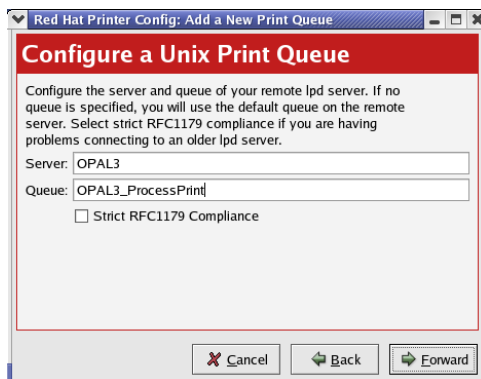 Red Hat Printer Config: Add a New Print Queue
Configure a Unix Print Queue
Configure the server and queue of your remote lpd server. If no
queue is specified, you will use the default queue on the remote
server. Select strict RFC1179 compliance if you are having
problems connecting to an older lpd server.
Server: OPAL3
Queue: OPAL3_ProcessPrint
Strict RFC1179 Compliance
Cancel Back Forward